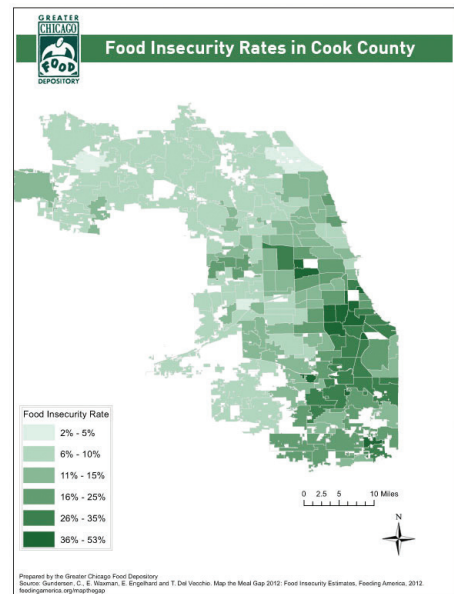 GREATER
CHICAGO
FOOD
DEPOSITORY
Food Insecurity Rates in Cook County
Food Insecurity Rate
2% - 5%
6% - 10%
11% - 15%
16% - 25%
26% - 35%
36% - 53%
0 2.5 5 10 Miles
N
Prepared by the Greater Chicago Food Depository
Source: Gundersen, C., E. Waxman, E. Engelhard and T. Del Vecchio. Map the Meal Gap 2012: Food Insecurity Estimates, Feeding America, 2012.
feedingamerica.org/mapthegap